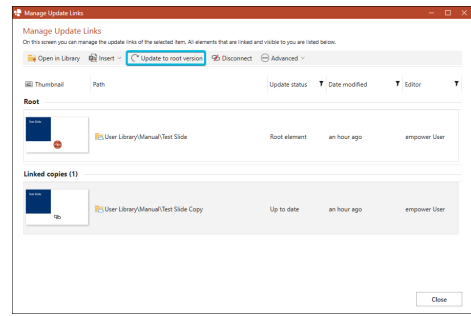 Manage Update Links
Manage Update Links
On this screen you can manage the update links of the selected item. All elements that are linked and visible to you are listed below.
Open in Library Insert Update to root version Disconnect Advanced
Thumbnail Path Update status Date modified Editor
Root
Test Slide
User Library\Manual\Test Slide Root element an hour ago empower User
Linked copies (1)
Test Slide
User Library\Manual\Test Slide Copy Up to date an hour ago empower User
Close